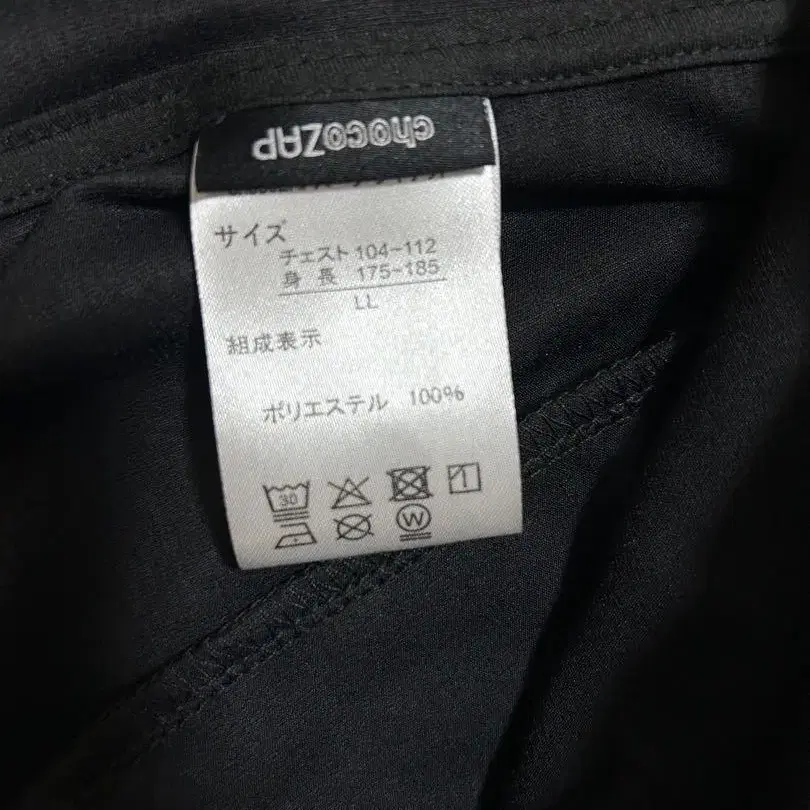 chocoZAP
サイズ
チェスト 104-112
身長 175-185
LL
組成表示
ポリエステル 100%
30
W